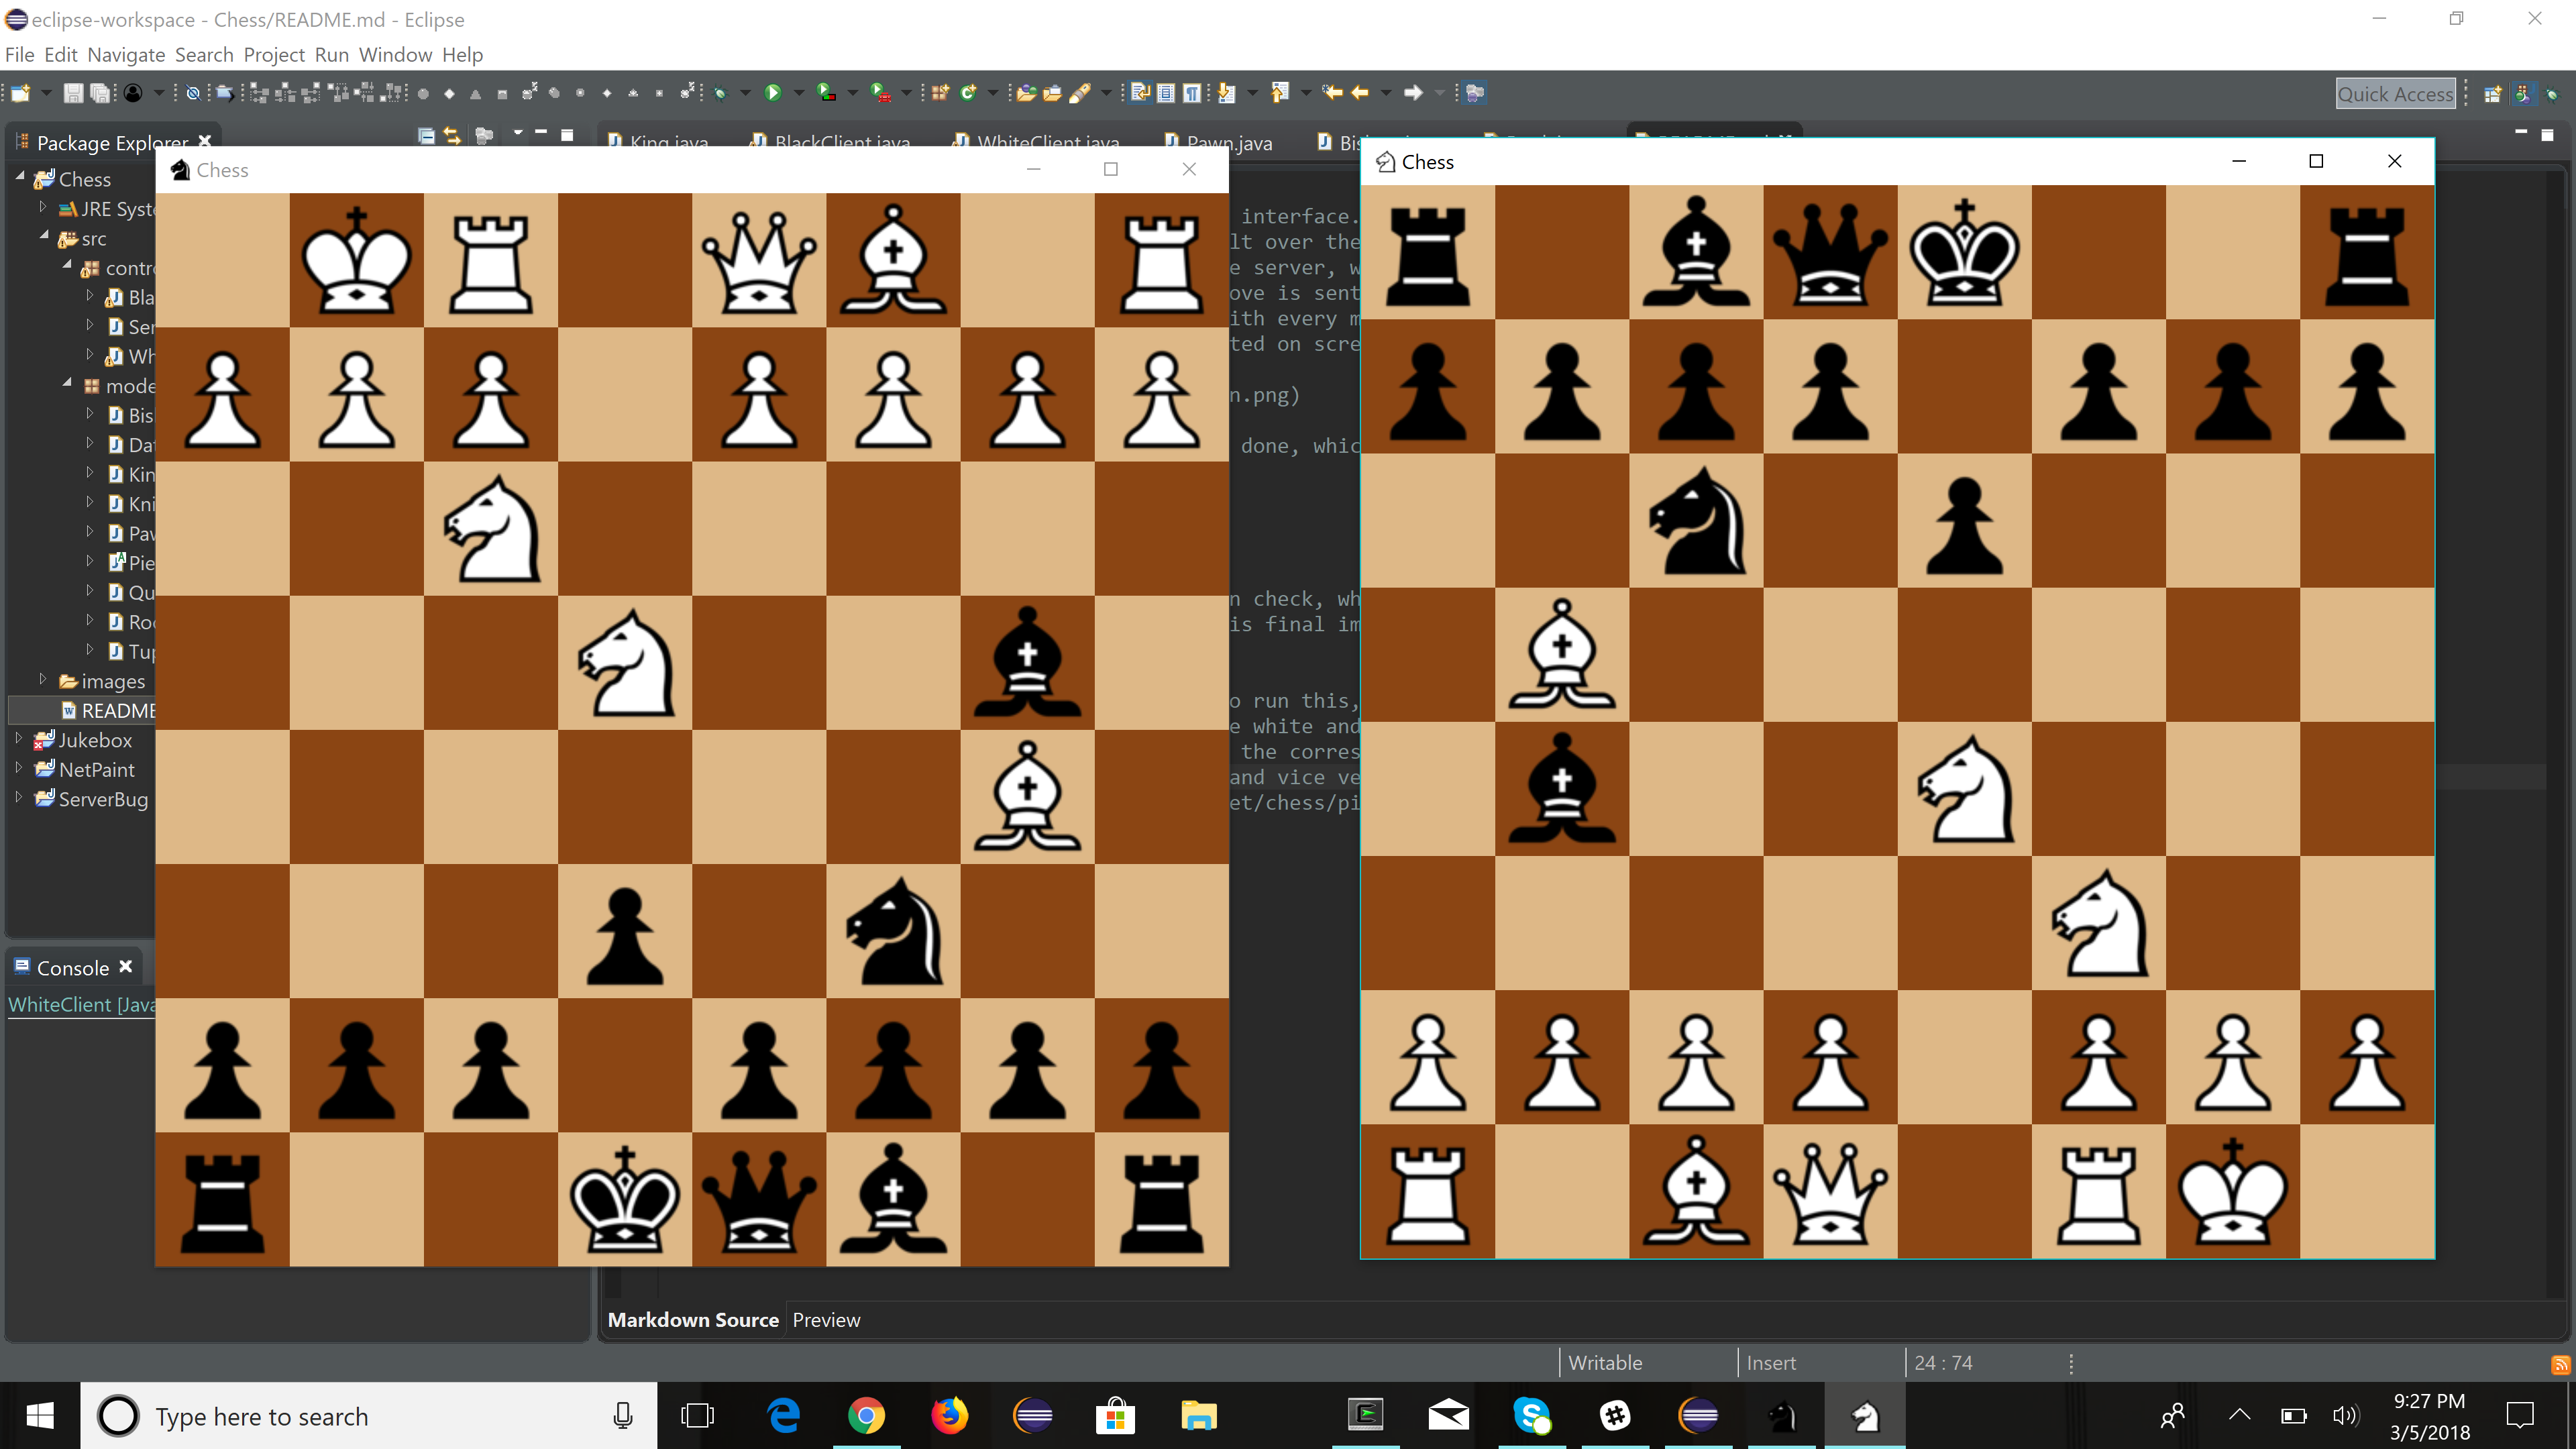 eclipse-workspace - Chess/README.md - Eclipse
File Edit Navigate Search Project Run Window Help
Quick Access
Package Explorer
King.java
BlackClient.java
WhiteClient.java
Pawn.java
Chess
Chess
Chess
JRE Syst
src
contr
Bla
Ser
Wh
mode
Bis
Dat
Kin
Kni
Paw
Pie
Qu
Roo
Tup
images
README
Jukebox
NetPaint
ServerBug
interface.
lt over the
e server, w
ove is sent
ith every m
ted on scre
n.png)
done, whic
n check, wh
is final im
o run this,
e white and
the corres
and vice ve
et/chess/pi
Console
WhiteClient [Java
Markdown Source
Preview
Writable
Insert
24 : 74
Type here to search
9:27 PM
3/5/2018